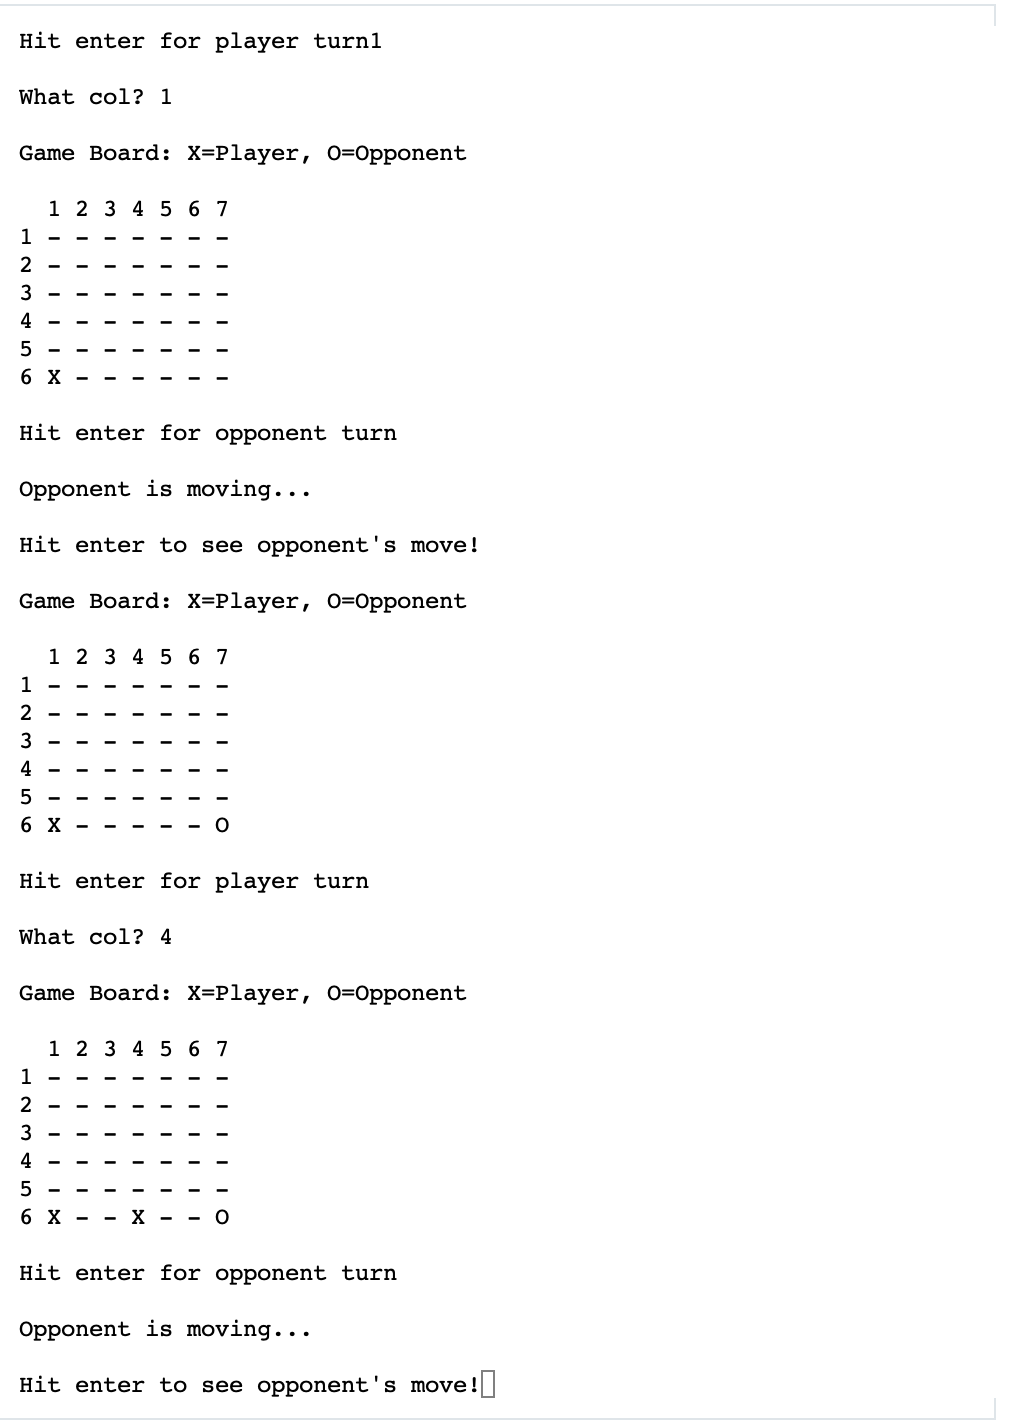 Hit enter for player turn1
What col? 1
Game Board: X=Player, O=Opponent
  1 2 3 4 5 6 7
1 - - - - - - -
2 - - - - - - -
3 - - - - - - -
4 - - - - - - -
5 - - - - - - -
6 X - - - - - -
Hit enter for opponent turn
Opponent is moving...
Hit enter to see opponent's move!
Game Board: X=Player, O=Opponent
  1 2 3 4 5 6 7
1 - - - - - - -
2 - - - - - - -
3 - - - - - - -
4 - - - - - - -
5 - - - - - - -
6 X - - - - - O
Hit enter for player turn
What col? 4
Game Board: X=Player, O=Opponent
  1 2 3 4 5 6 7
1 - - - - - - -
2 - - - - - - -
3 - - - - - - -
4 - - - - - - -
5 - - - - - - -
6 X - - X - - O
Hit enter for opponent turn
Opponent is moving...
Hit enter to see opponent's move!